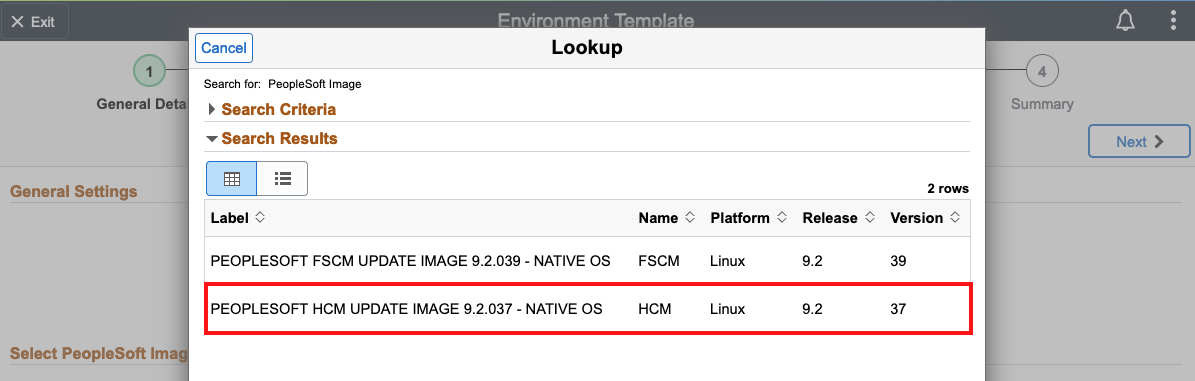 Exit
Environment Template
Cancel
Lookup
1
4
General Deta
Summary
Search for: PeopleSoft Image
Search Criteria
Next
Search Results
General Settings
2 rows
Label Name Platform Release Version
PEOPLESOFT FSCM UPDATE IMAGE 9.2.039 - NATIVE OS FSCM Linux 9.2 39
PEOPLESOFT HCM UPDATE IMAGE 9.2.037 - NATIVE OS HCM Linux 9.2 37
Select PeopleSoft Imag